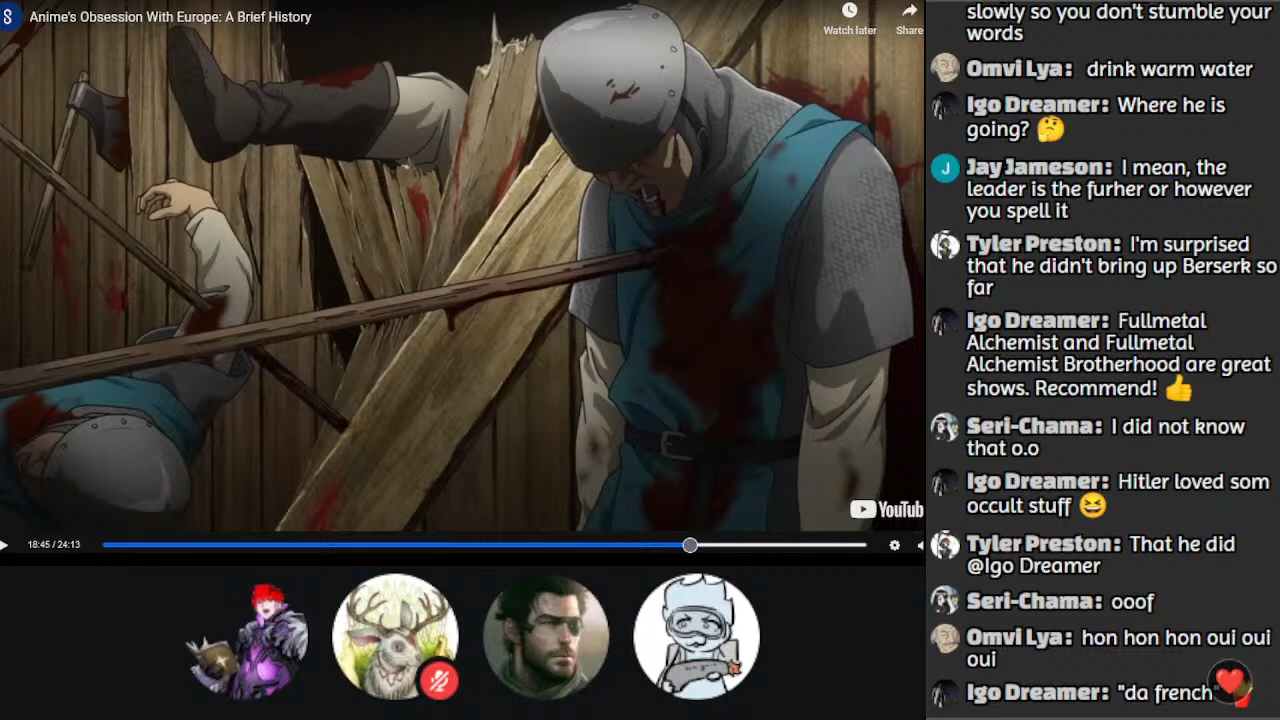 Anime's Obsession With Europe: A Brief History
Watch later
Share
YouTube
18:45 / 24:13
slowly so you don't stumble your
words
Omvi Lya: drink warm water
Igo Dreamer: Where he is
going? 🤔
J
Jay Jameson: I mean, the
leader is the furher or however
you spell it
Tyler Preston: I'm surprised
that he didn't bring up Berserk so
far
Igo Dreamer: Fullmetal
Alchemist and Fullmetal
Alchemist Brotherhood are great
shows. Recommend! 👍
Seri-Chama: I did not know
that o.o
Igo Dreamer: Hitler loved som
occult stuff 😆
Tyler Preston: That he did
@Igo Dreamer
Seri-Chama: ooof
Omvi Lya: hon hon hon oui oui
oui
Igo Dreamer: "da french"